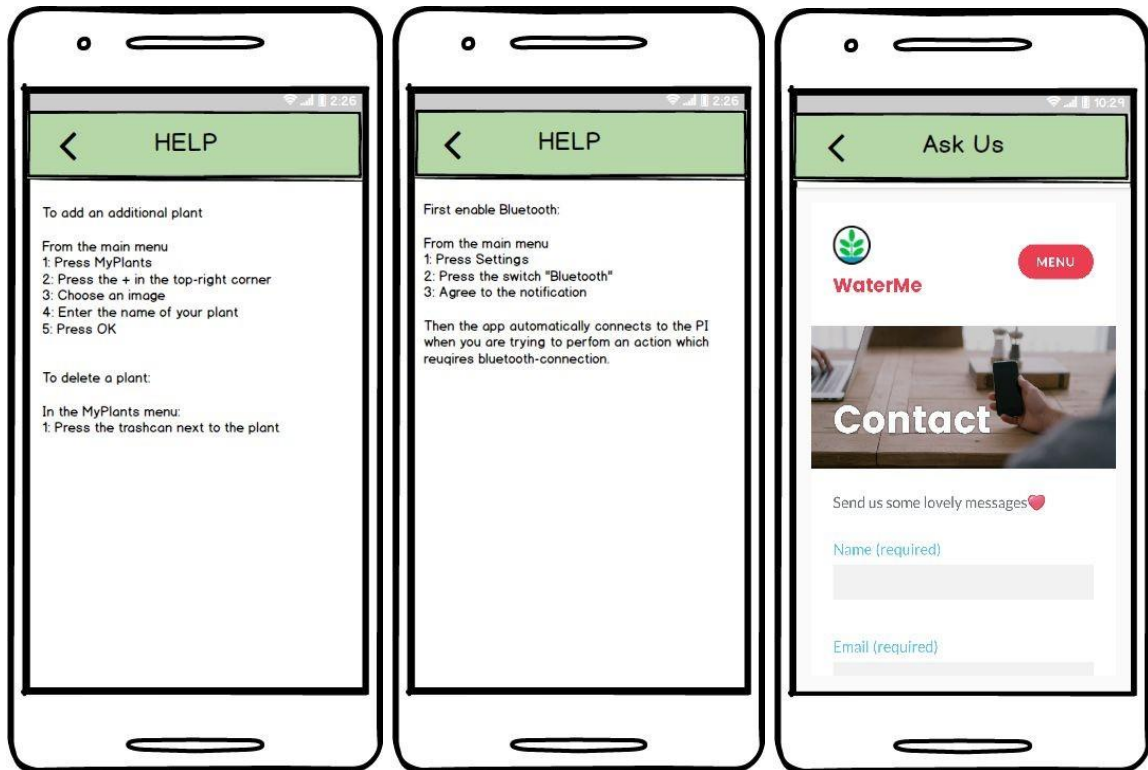 2:26
HELP
To add an additional plant
From the main menu
1: Press MyPlants
2: Press the + in the top-right corner
3: Choose an image
4: Enter the name of your plant
5: Press OK
To delete a plant:
In the MyPlants menu:
1: Press the trashcan next to the plant
2:26
HELP
First enable Bluetooth:
From the main menu
1: Press Settings
2: Press the switch "Bluetooth"
3: Agree to the notification
Then the app automatically connects to the PI
when you are trying to perfom an action which
reuqires bluetooth-connection.
10:29
Ask Us
WaterMe
MENU
Contact
Send us some lovely messages❤️
Name (required)
Email (required)